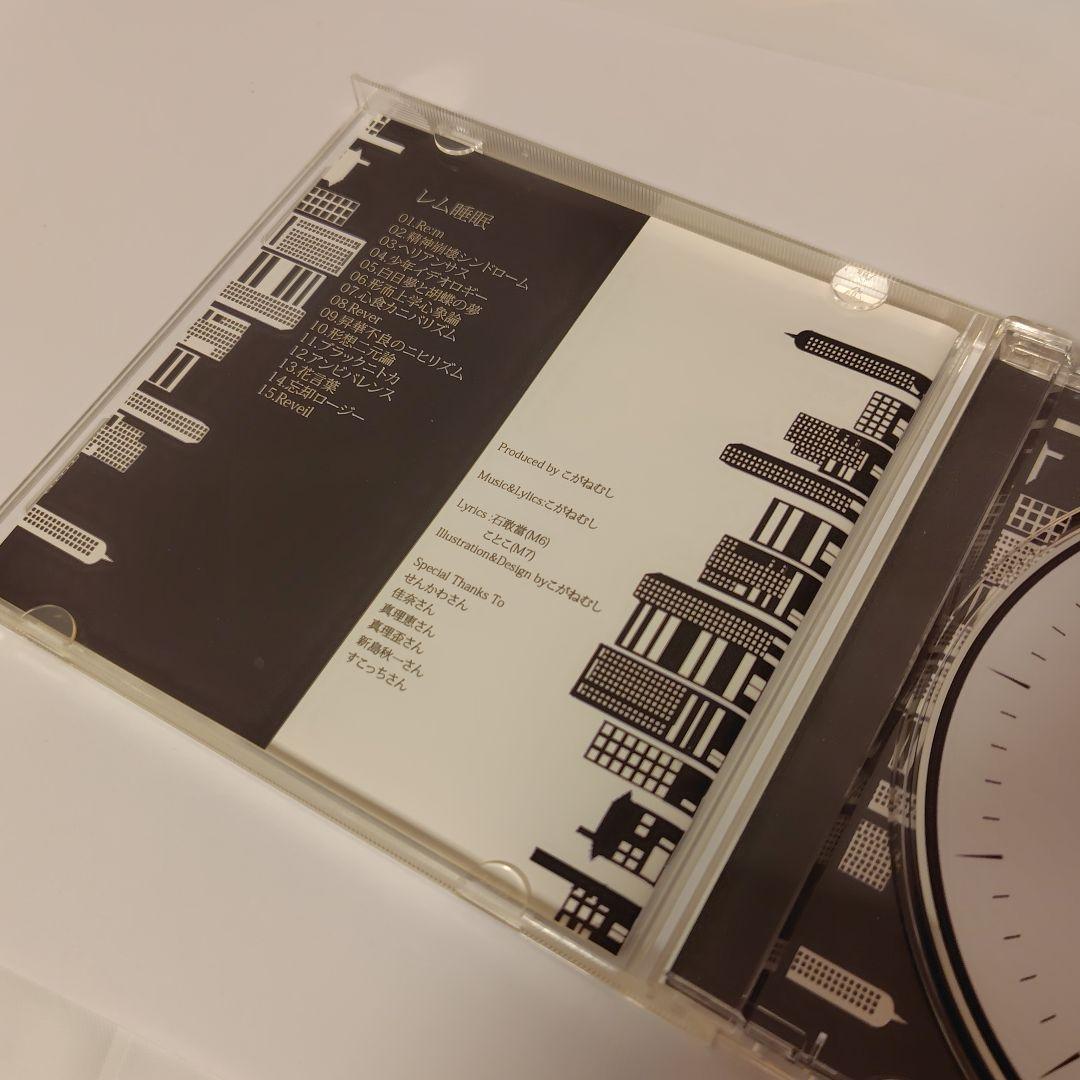 レム睡眠
01.Re:m
02.精神崩壊シンドローム
03.ヘリアンサス
04.少年イデオロギー
05.白日夢と胡蝶の夢
06.形而上学心象論
07.心食カニバリズム
08.Rever
09.昇華不良のニヒリズム
10.形想二元論
11.ブラックニトカ
12.アンビバレンス
13.花言葉
14.忘却ロージー
15.Reveil
Produced by こがねむし
Music&Lylics:こがねむし
Lyrics :石敢當(M6)
ことこ(M7)
Illustration&Design byこがねむし
Special Thanks To
せんかわさん
佳奈さん
真理恵さん
真理歪さん
新島秋一さん
すこっちさん